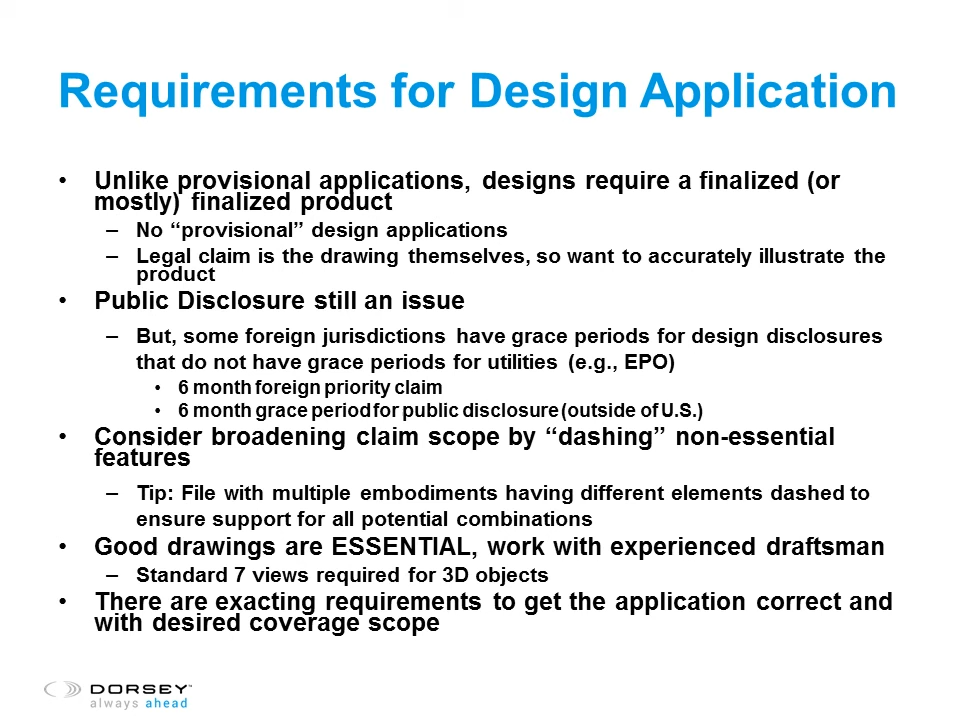 Requirements for Design Application
• Unlike provisional applications, designs require a finalized (or
mostly) finalized product
– No “provisional” design applications
– Legal claim is the drawing themselves, so want to accurately illustrate the
product
• Public Disclosure still an issue
– But, some foreign jurisdictions have grace periods for design disclosures
that do not have grace periods for utilities (e.g., EPO)
• 6 month foreign priority claim
• 6 month grace period for public disclosure (outside of U.S.)
• Consider broadening claim scope by “dashing” non-essential
features
– Tip: File with multiple embodiments having different elements dashed to
ensure support for all potential combinations
• Good drawings are ESSENTIAL, work with experienced draftsman
– Standard 7 views required for 3D objects
• There are exacting requirements to get the application correct and
with desired coverage scope
DORSEY™
always ahead